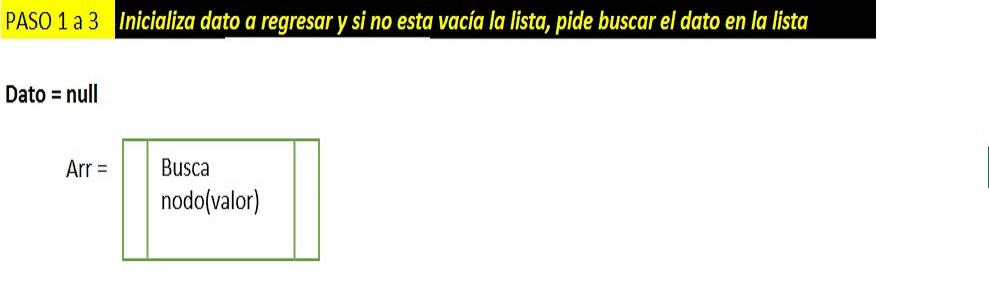 PASO 1 a 3 Inicializa dato a regresar y si no esta vacía la lista, pide buscar el dato en la lista
Dato = null
Arr =
Busca
nodo(valor)